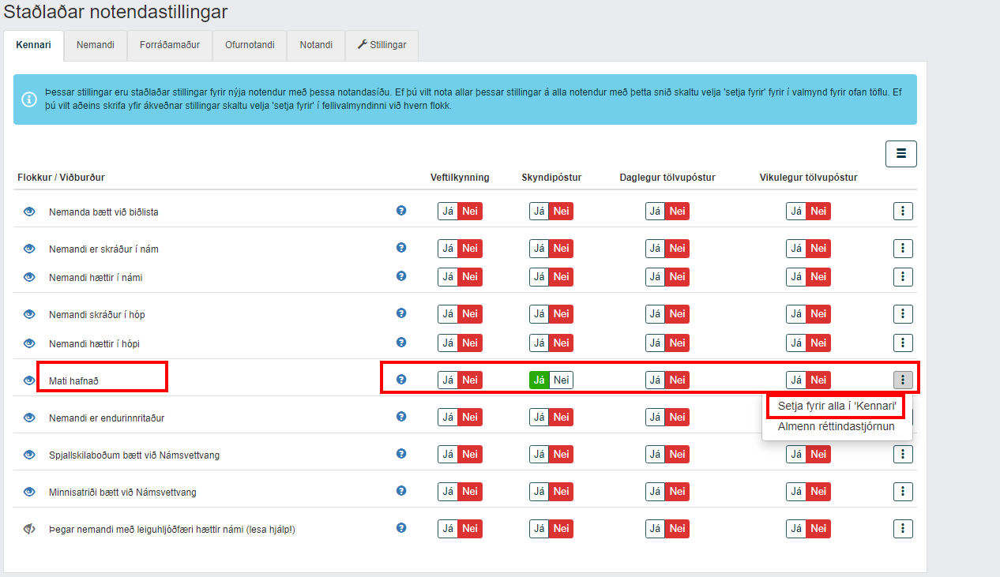 Staðlaðar notendastillingar
Kennari Nemandi Forráðamaður Ofurnotandi Notandi Stillingar
Þessar stillingar eru staðlaðar stillingar fyrir nýja notendur með þessa notandasíðu. Ef þú vilt nota allar þessar stillingar á alla notendur með þetta snið skaltu velja 'setja fyrir' fyrir í valmynd fyrir ofan töflu. Ef
þú vilt aðeins skrifa yfir ákveðnar stillingar skaltu velja 'setja fyrir' í fellivalmyndinni við hvern flokk.
Flokkur / Viðburður Veftilkynning Skyndipóstur Daglegur tölvupóstur Vikulegur tölvupóstur
Nemanda bætt við biðlista Já Nei Já Nei Já Nei Já Nei
Nemandi er skráður í nám Já Nei Já Nei Já Nei Já Nei
Nemandi hættir í námi Já Nei Já Nei Já Nei Já Nei
Nemandi skráður í hóp Já Nei Já Nei Já Nei Já Nei
Nemandi hættir í hópi Já Nei Já Nei Já Nei Já Nei
Mati hafnað Já Nei Já Nei Já Nei Já Nei
Setja fyrir alla í 'Kennari'
Nemandi er endurinnritaður Já Nei Já Nei Já Nei
Almenn réttindastjórnun
Spjallskilaboðum bætt við Námsvettvang Já Nei Já Nei Já Nei Já Nei
Minnisatriði bætt við Námsvettvang Já Nei Já Nei Já Nei Já Nei
Þegar nemandi með leiguhljóðfæri hættir námi (lesa hjálp!) Já Nei Já Nei Já Nei Já Nei